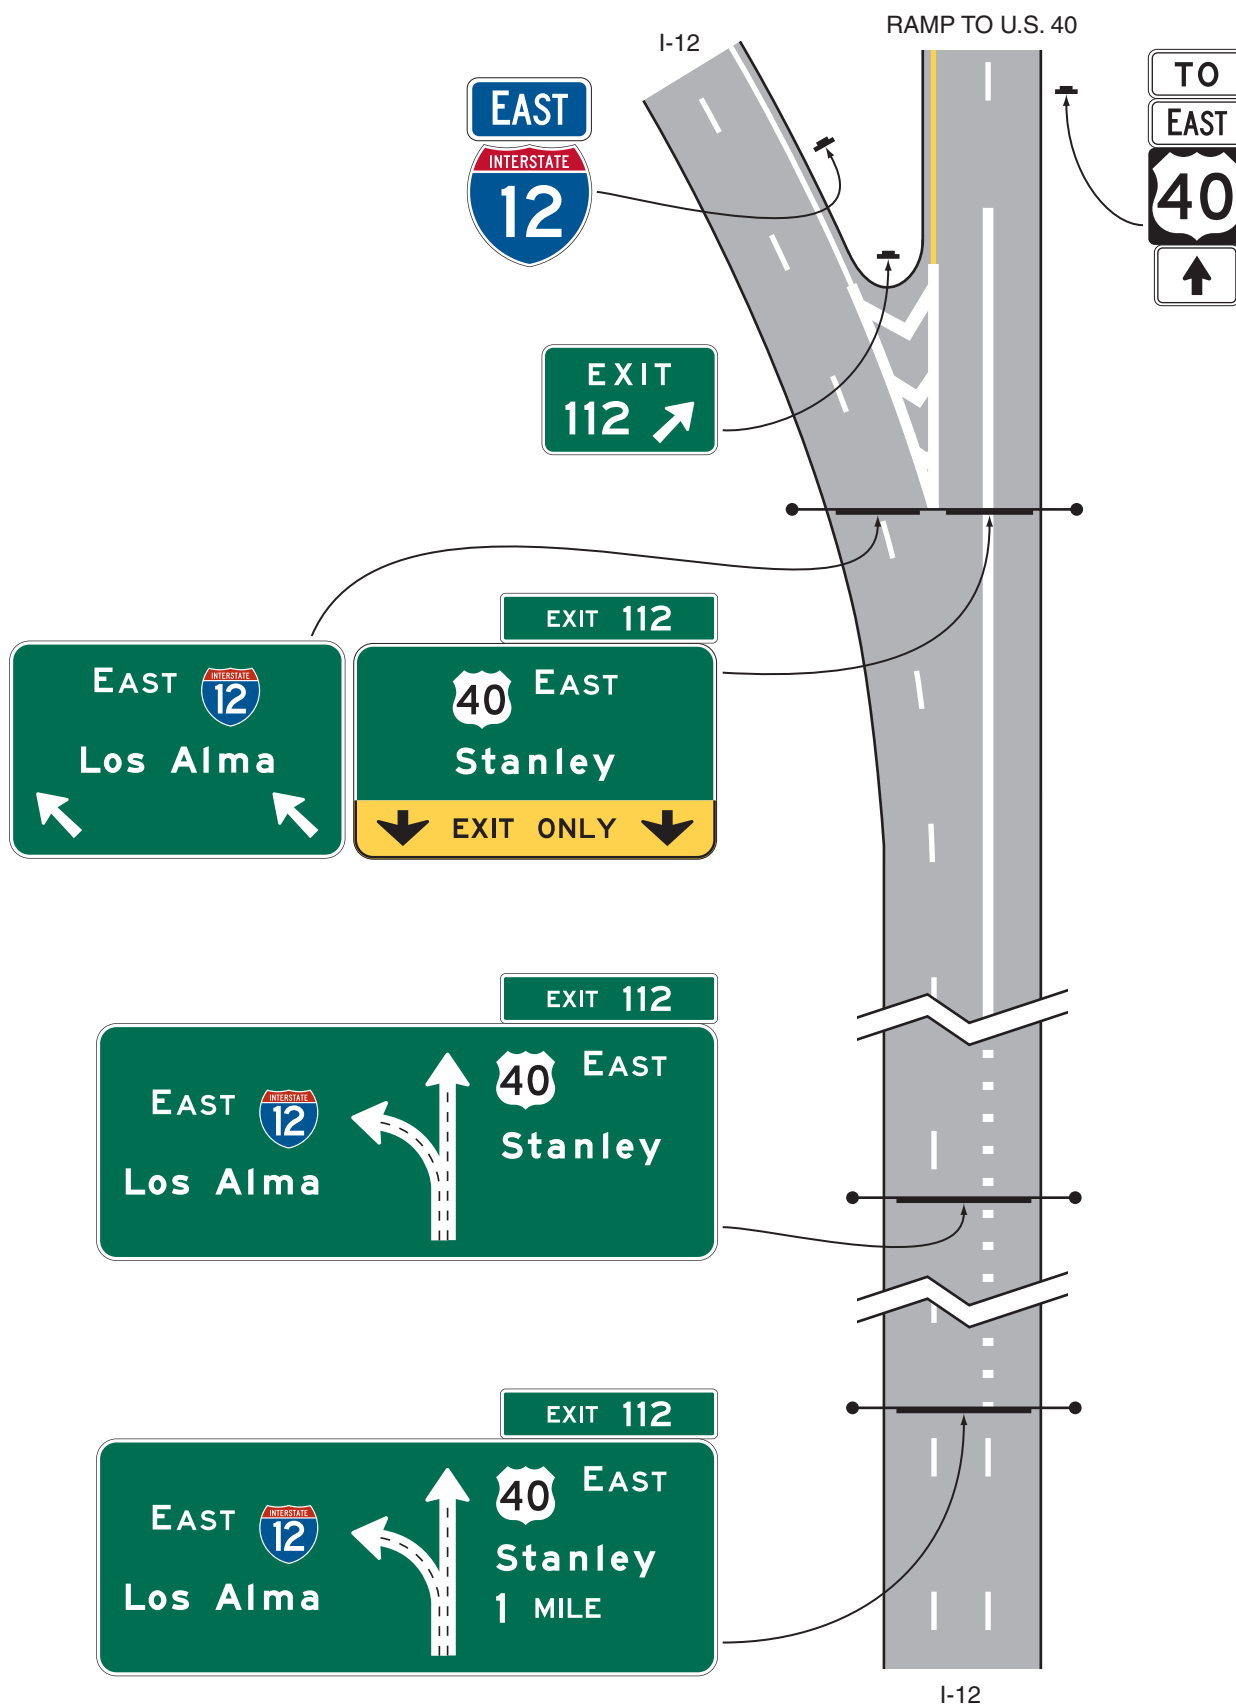 I-12
RAMP TO U.S. 40
EAST
INTERSTATE
12
TO
EAST
40
EXIT
112
EXIT 112
EAST INTERSTATE 12
Los Alma
40 EAST
Stanley
EXIT ONLY
EXIT 112
EAST INTERSTATE 12
Los Alma
40 EAST
Stanley
EXIT 112
EAST INTERSTATE 12
Los Alma
40 EAST
Stanley
1 MILE
I-12